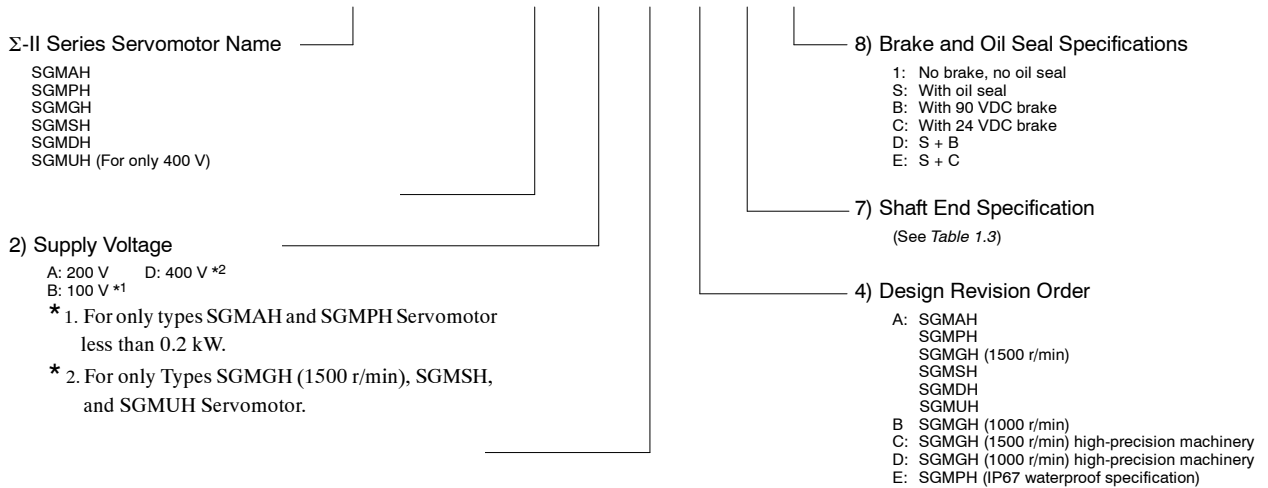 Σ-II Series Servomotor Name
SGMAH
SGMPH
SGMGH
SGMSH
SGMDH
SGMUH (For only 400 V)
2) Supply Voltage
A: 200 V D: 400 V *2
B: 100 V *1
* 1. For only types SGMAH and SGMPH Servomotor
less than 0.2 kW.
* 2. For only Types SGMGH (1500 r/min), SGMSH,
and SGMUH Servomotor.
8) Brake and Oil Seal Specifications
1: No brake, no oil seal
S: With oil seal
B: With 90 VDC brake
C: With 24 VDC brake
D: S + B
E: S + C
7) Shaft End Specification
(See Table 1.3)
4) Design Revision Order
A: SGMAH
SGMPH
SGMGH (1500 r/min)
SGMSH
SGMDH
SGMUH
B SGMGH (1000 r/min)
C: SGMGH (1500 r/min) high-precision machinery
D: SGMGH (1000 r/min) high-precision machinery
E: SGMPH (IP67 waterproof specification)